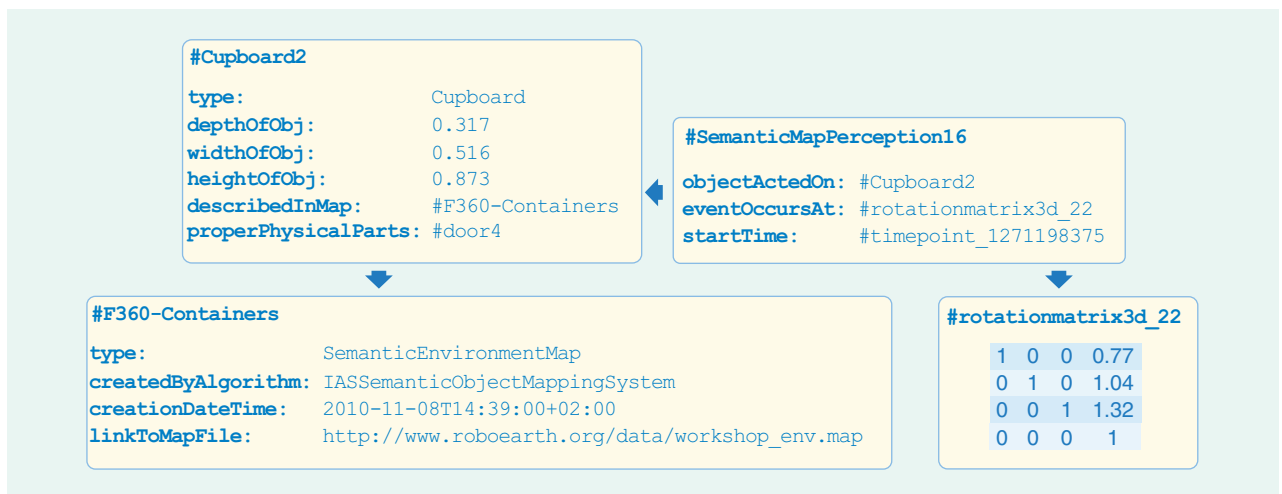 #Cupboard2
type: Cupboard
depthOfObj: 0.317
widthOfObj: 0.516
heightOfObj: 0.873
describedInMap: #F360-Containers
properPhysicalParts: #door4
#SemanticMapPerception16
objectActedOn: #Cupboard2
eventOccursAt: #rotationmatrix3d_22
startTime: #timepoint_1271198375
#F360-Containers
type: SemanticEnvironmentMap
createdByAlgorithm: IASSemanticObjectMappingSystem
creationDateTime: 2010-11-08T14:39:00+02:00
linkToMapFile: http://www.roboearth.org/data/workshop_env.map
#rotationmatrix3d_22
1 0 0 0.77
0 1 0 1.04
0 0 1 1.32
0 0 0 1